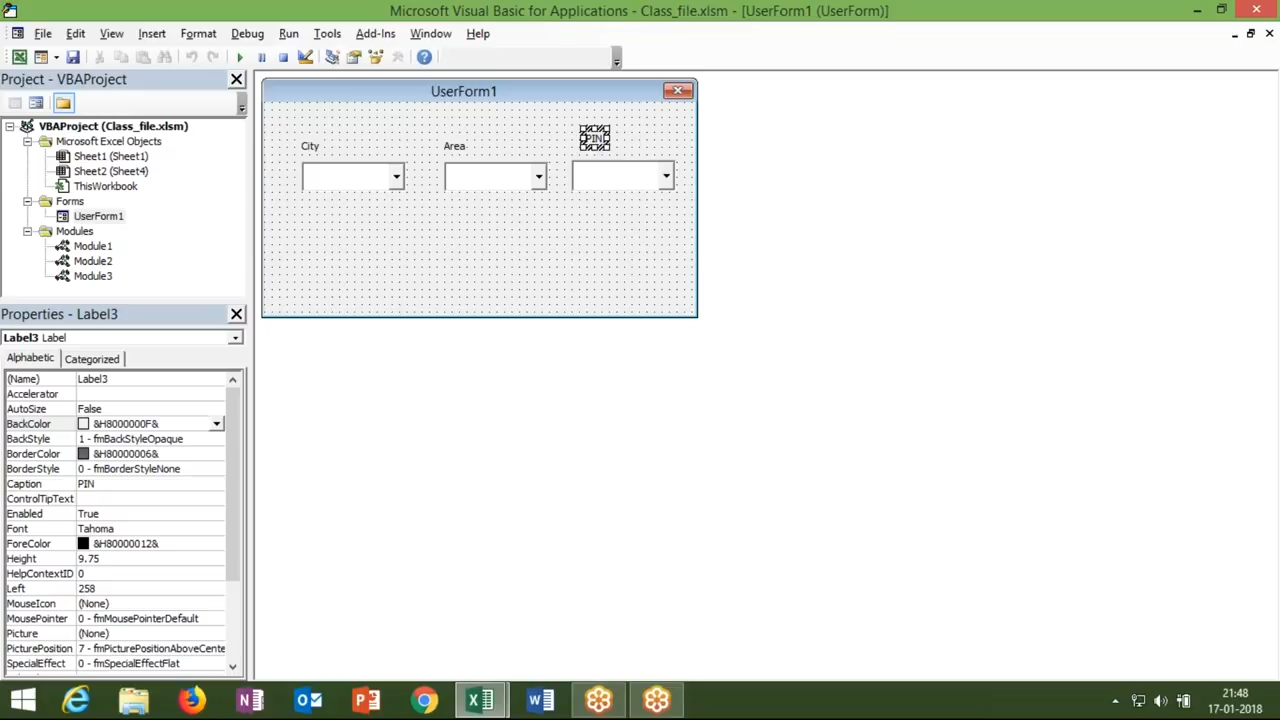 Microsoft Visual Basic for Applications - Class_file.xlsm - [UserForm1 (UserForm)]
File Edit View Insert Format Debug Run Tools Add-Ins Window Help
Project - VBAProject
VBAProject (Class_file.xlsm)
Microsoft Excel Objects
Sheet1 (Sheet1)
Sheet2 (Sheet4)
ThisWorkbook
Forms
UserForm1
Modules
Module1
Module2
Module3
UserForm1
PIN
City Area
Properties - Label3
Label3 Label
Alphabetic Categorized
(Name) Label3
Accelerator
AutoSize False
BackColor &H8000000F&
BackStyle 1 - fmBackStyleOpaque
BorderColor &H80000006&
BorderStyle 0 - fmBorderStyleNone
Caption PIN
ControlTipText
Enabled True
Font Tahoma
ForeColor &H80000012&
Height 9.75
HelpContextID 0
Left 258
MouseIcon (None)
MousePointer 0 - fmMousePointerDefault
Picture (None)
PicturePosition 7 - fmPicturePositionAboveCente
SpecialEffect 0 - fmSpecialEffectFlat
21:48
17-01-2018